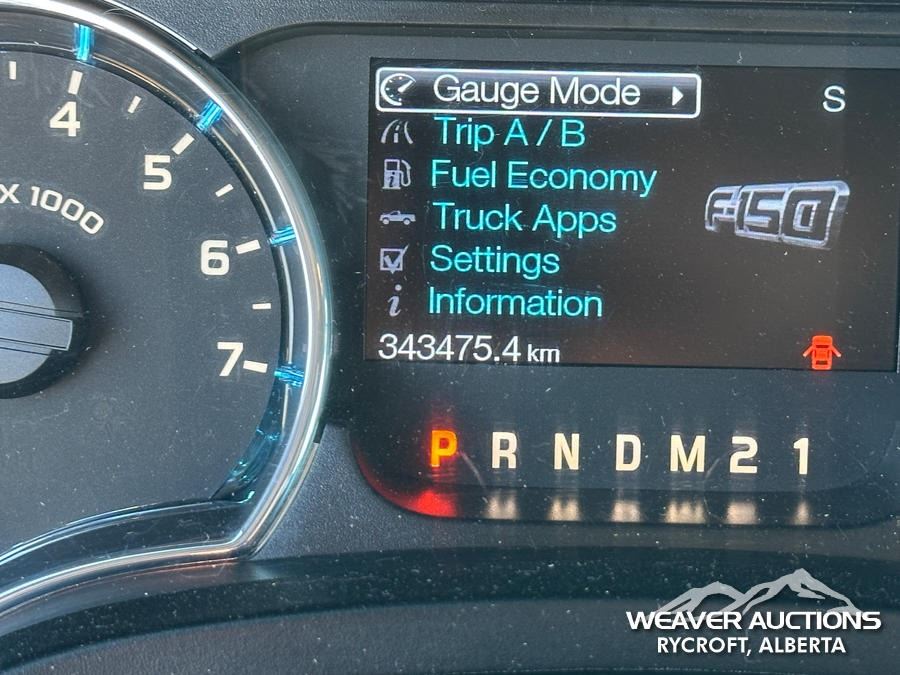 4
5
X 1000
6
7
Gauge Mode
S
Trip A / B
Fuel Economy
F-150
Truck Apps
Settings
Information
343475.4 km
P R N D M 2 1
WEAVER AUCTIONS
RYCROFT, ALBERTA